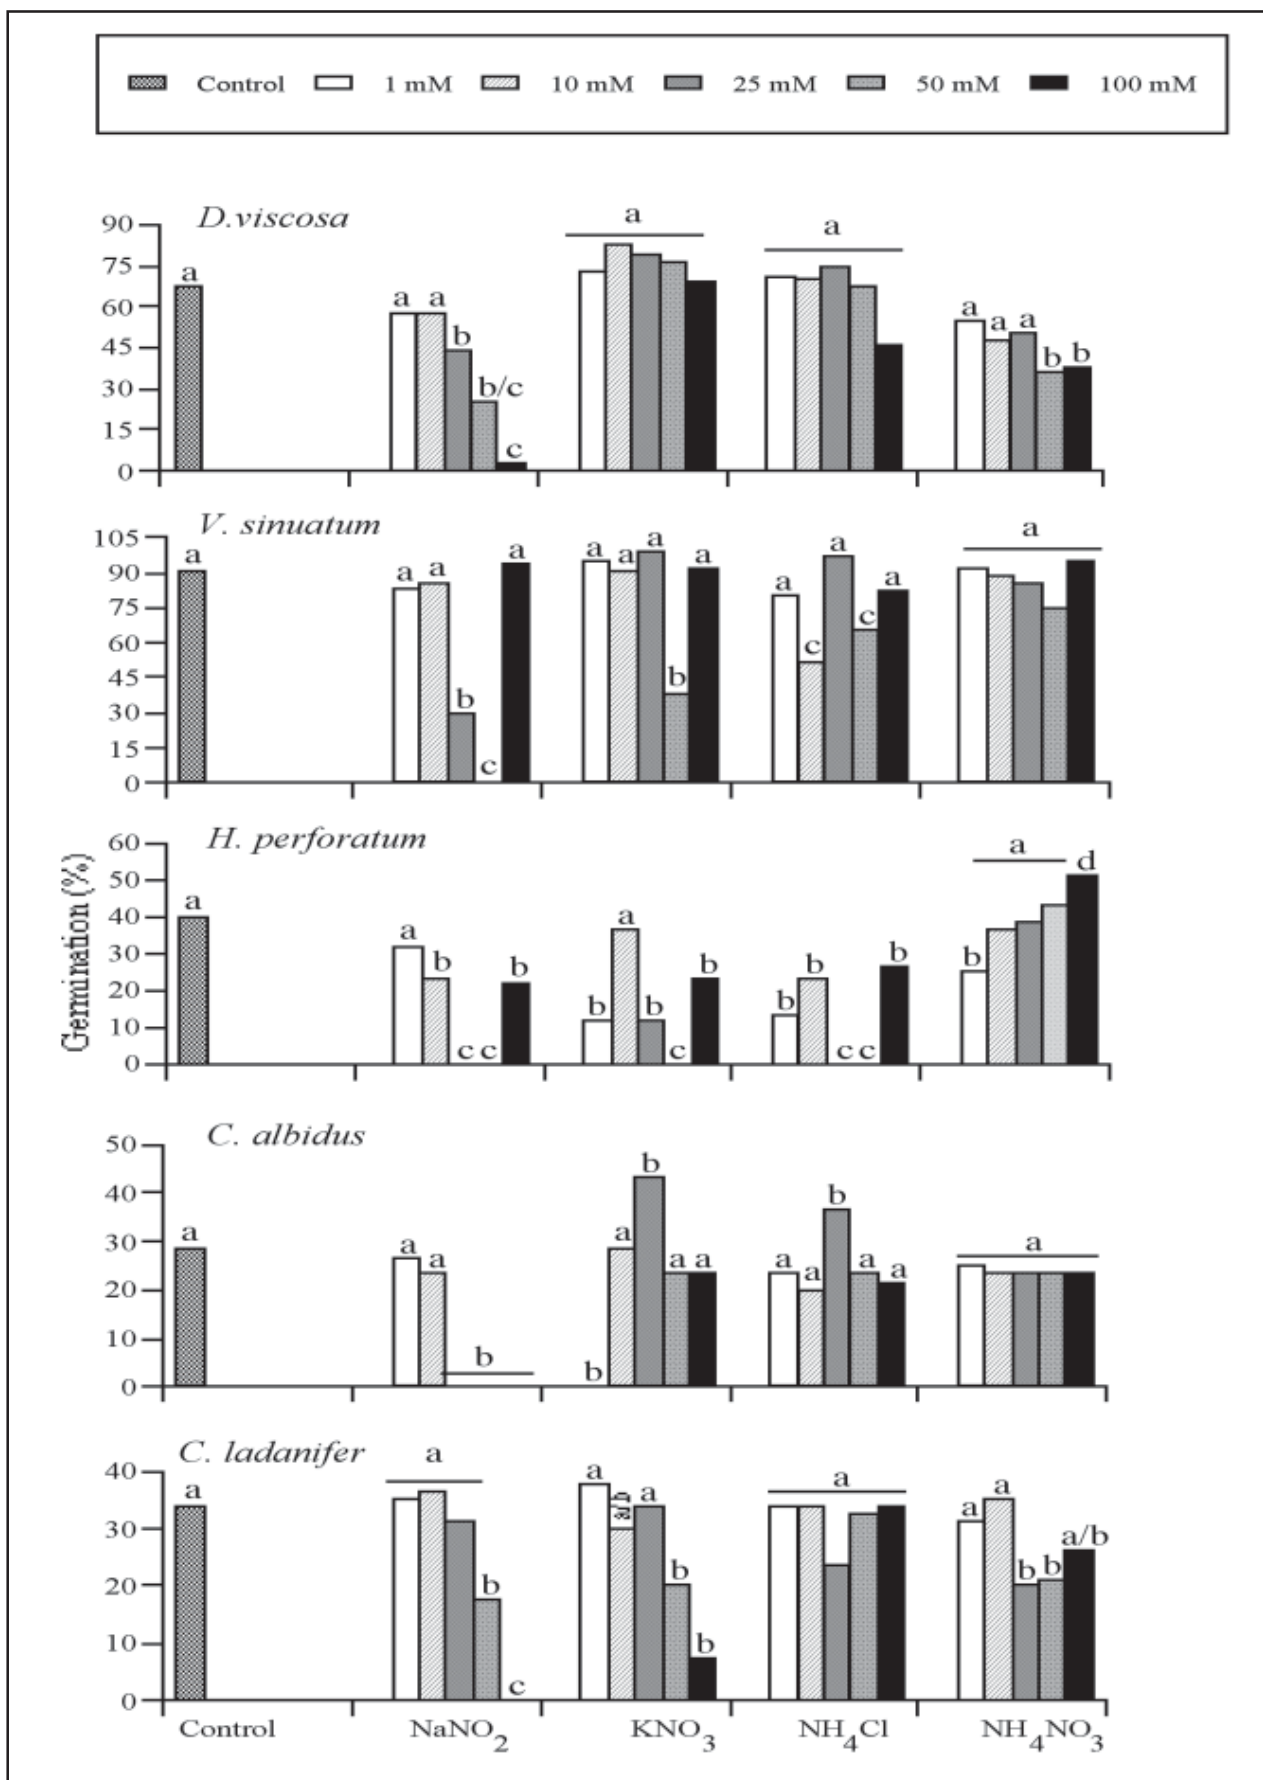 Control 1 mM 10 mM 25 mM 50 mM 100 mM
D.viscosa
90
75
60
45
30
15
0
a
a a b b/c c
a
a
a a a b b
V. sinuatum
105
90
75
60
45
30
15
0
a
a a b c a
a a a b a
a c a c a
a
H. perforatum
60
50
40
30
20
10
0
a
a b c c b
b a b c b
b b c c b
b a d
C. albidus
50
40
30
20
10
0
a
a a b
b a b a a
a a b a a
a
C. ladanifer
40
30
20
10
0
a
a b c
a a/b a b b
a
a a b b a/b
Germination (%)
Control NaNO2 KNO3 NH4Cl NH4NO3